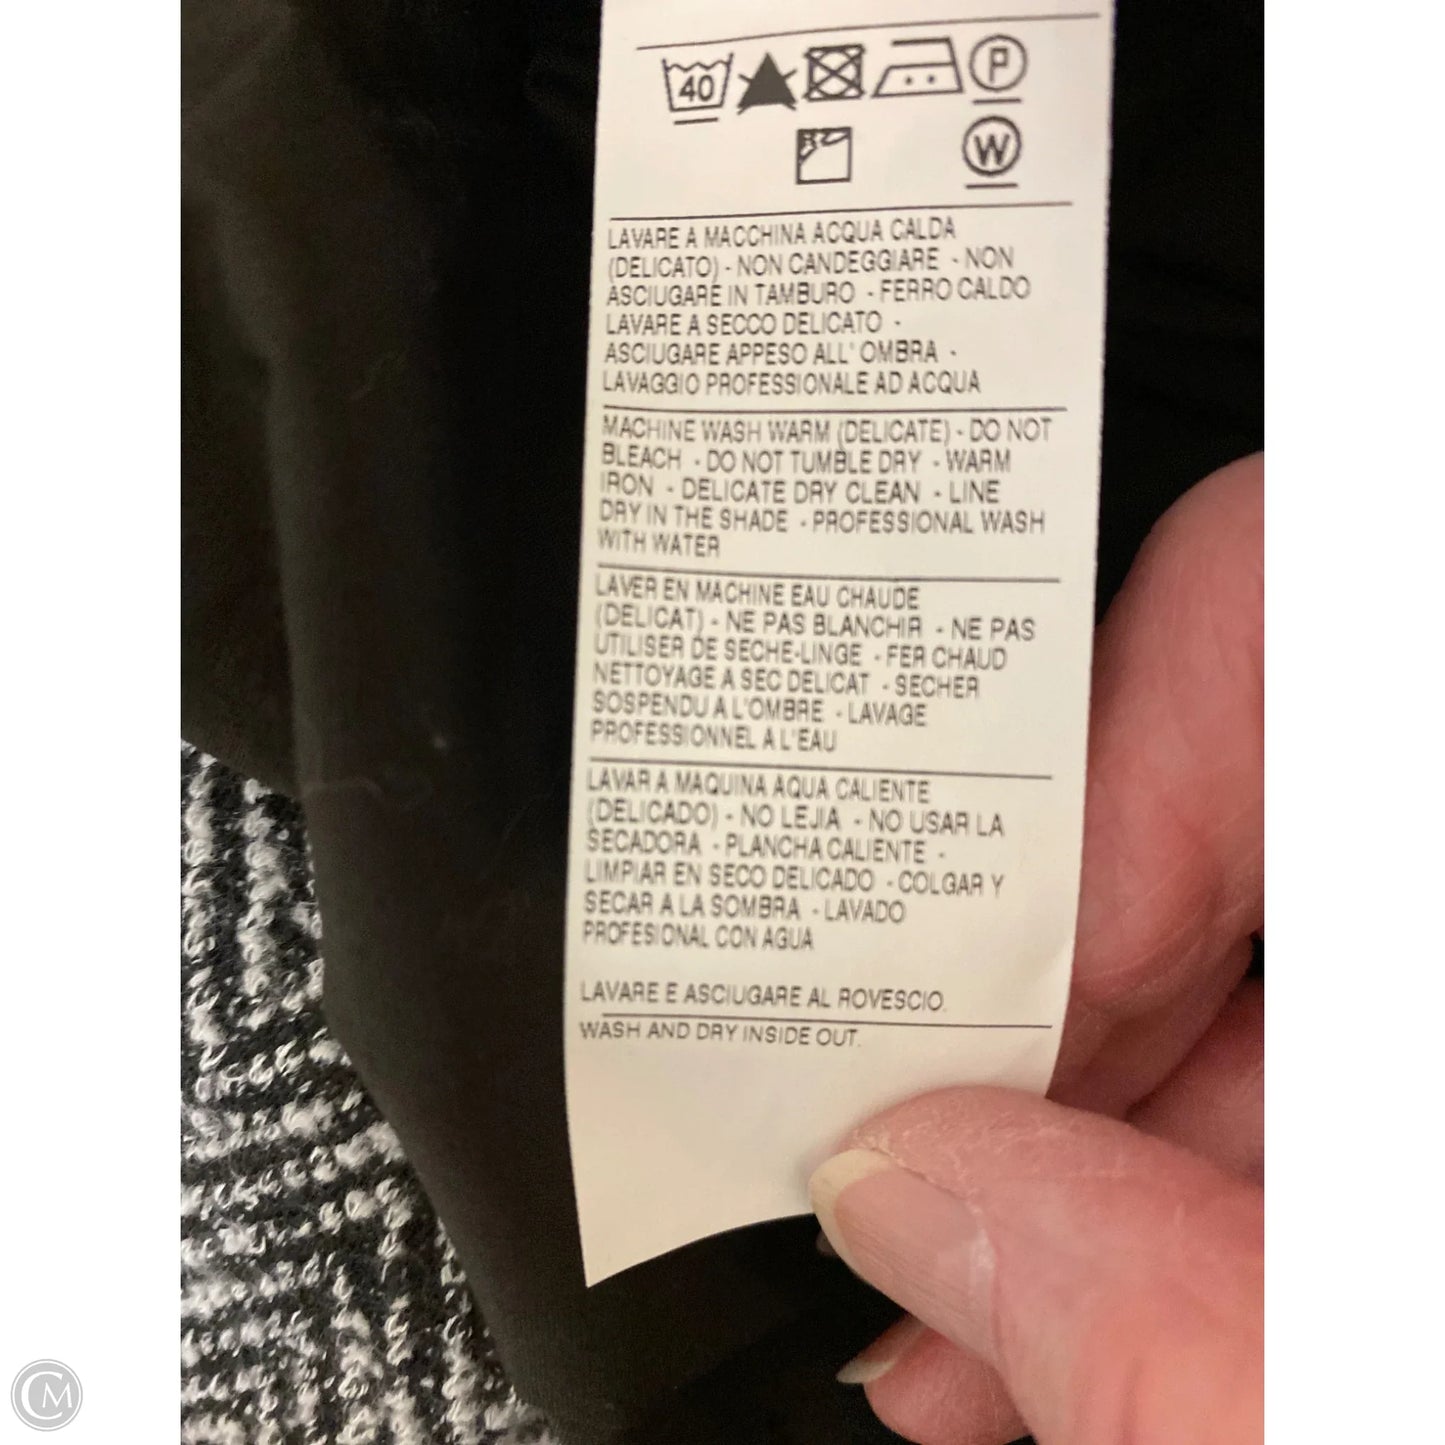 40 P
W
LAVARE A MACCHINA ACQUA CALDA
(DELICATO) - NON CANDEGGIARE - NON
ASCIUGARE IN TAMBURO - FERRO CALDO
LAVARE A SECCO DELICATO -
ASCIUGARE APPESO ALL' OMBRA -
LAVAGGIO PROFESSIONALE AD ACQUA
MACHINE WASH WARM (DELICATE) - DO NOT
BLEACH - DO NOT TUMBLE DRY - WARM
IRON - DELICATE DRY CLEAN - LINE
DRY IN THE SHADE - PROFESSIONAL WASH
WITH WATER
LAVER EN MACHINE EAU CHAUDE
(DELICAT) - NE PAS BLANCHIR - NE PAS
UTILISER DE SECHE-LINGE - FER CHAUD
NETTOYAGE A SEC DELICAT - SECHER
SOSPENDU A L'OMBRE - LAVAGE
PROFESSIONNEL A L'EAU
LAVAR A MAQUINA AQUA CALIENTE
(DELICADO) - NO LEJIA - NO USAR LA
SECADORA - PLANCHA CALIENTE -
LIMPIAR EN SECO DELICADO - COLGAR Y
SECAR A LA SOMBRA - LAVADO
PROFESIONAL CON AGUA
LAVARE E ASCIUGARE AL ROVESCIO.
WASH AND DRY INSIDE OUT.
CM